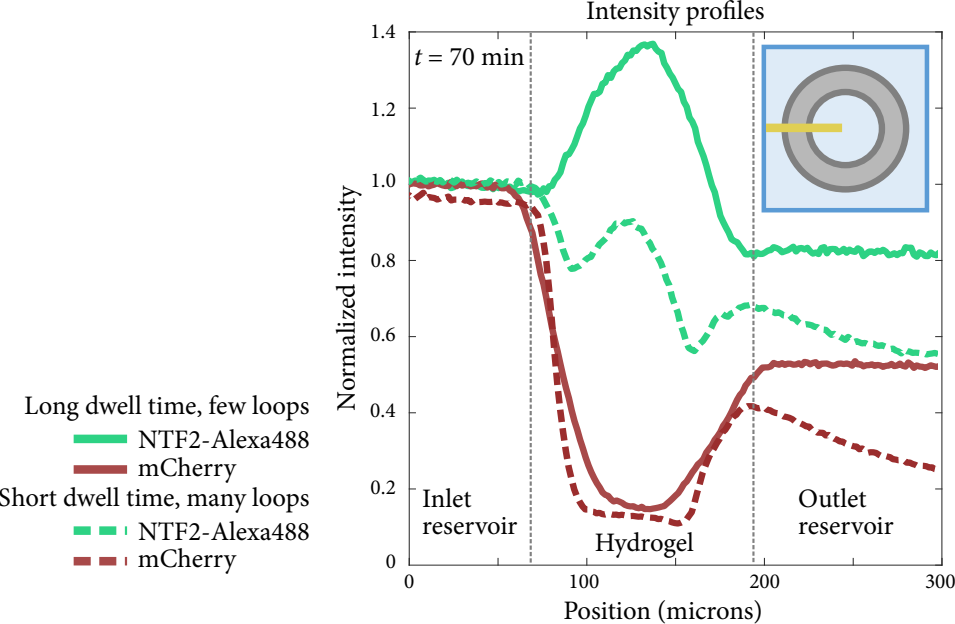 Intensity profiles
t = 70 min
1.4
1.2
1.0
0.8
0.6
0.4
0.2
0
Normalized intensity
Long dwell time, few loops
NTF2-Alexa488
mCherry
Short dwell time, many loops
NTF2-Alexa488
mCherry
Inlet
reservoir
Hydrogel
Outlet
reservoir
0
100
200
300
Position (microns)